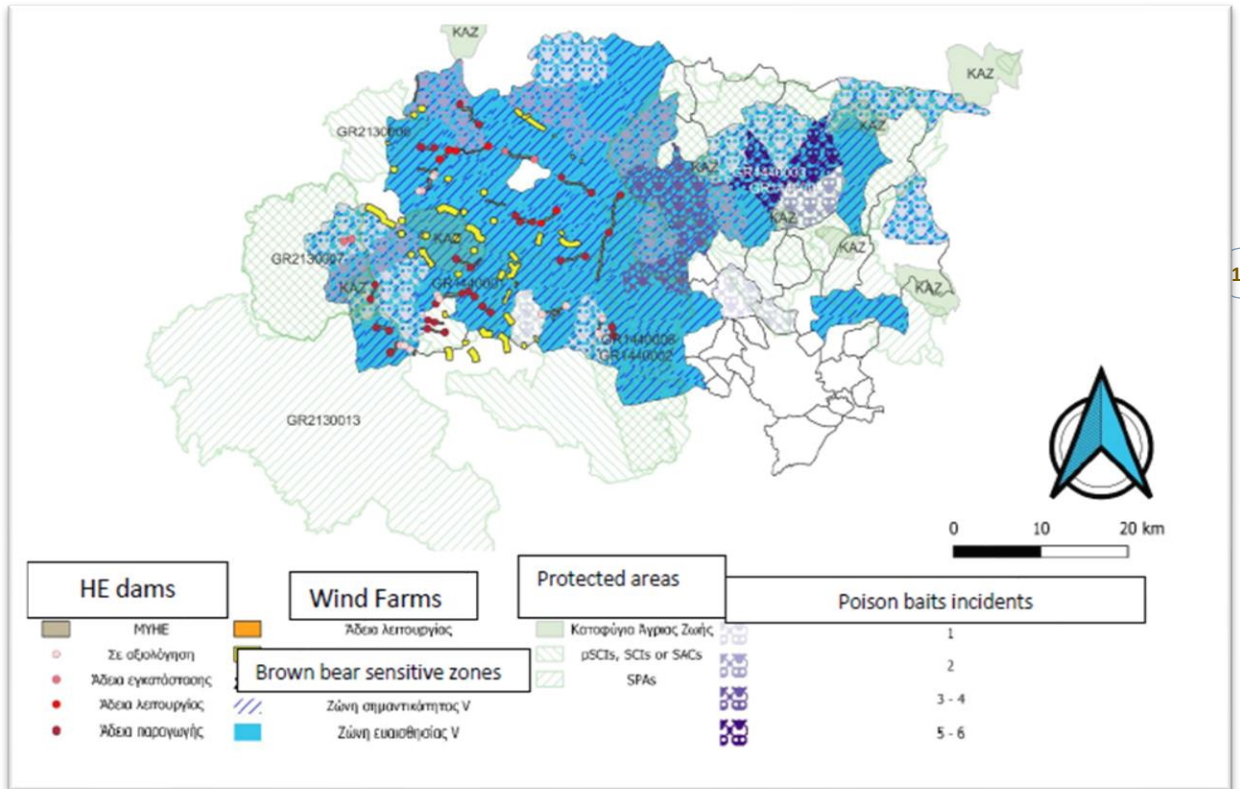 KAZ
KAZ
GR2130006
KAZ
KAZ
KAZ
KAZ
KAZ
GR2130007
KAZ
KAZ
GR1440002
GR2130013
0 10 20 km
HE dams
Wind Farms
Protected areas
Poison baits incidents
ΜΥΗΕ
Άδεια λειτουργίας
Καταφύγια Άγριας Ζωής
1
Σε αξιολόγηση
Brown bear sensitive zones
pSCIs, SCIs or SACs
2
Άδεια εγκατάστασης
SPAs
3 - 4
Άδεια λειτουργίας
Ζώνη σημαντικότητας V
5 - 6
Άδεια παραγωγής
Ζώνη ευαισθησίας V
1